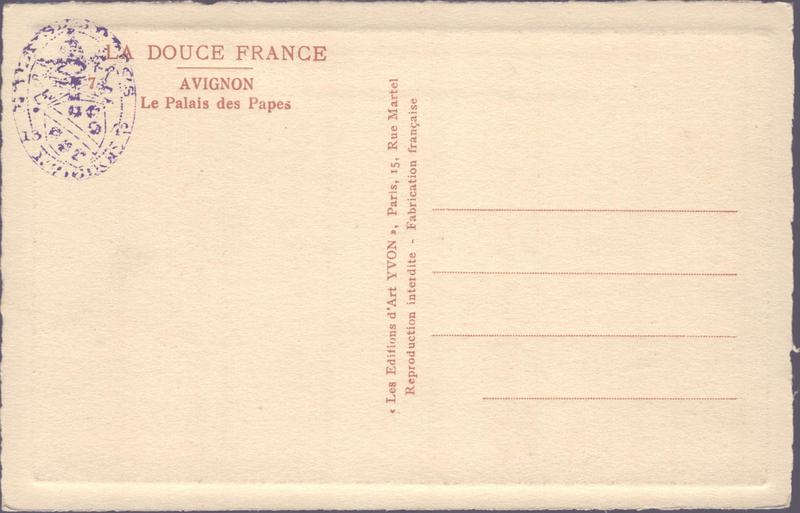 LA DOUCE FRANCE
7.
AVIGNON
Le Palais des Papes
« Les Editions d'Art YVON », Paris, 15, Rue Martel
Reproduction interdite - Fabrication française